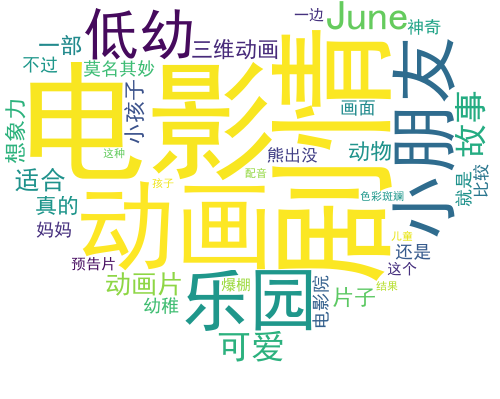 一边
低幼
June
神奇
一部
三维动画
不过
莫名其妙
电影
剧情
小朋友
想象力
小孩子
画面
故事
这种
熊出没
动物
适合
孩子
配音
动画
就是
比较
真的
色彩斑斓
妈妈
儿童
还是
预告片
这个
动画片
乐园
爆棚
电影院
片子
结果
幼稚
可爱